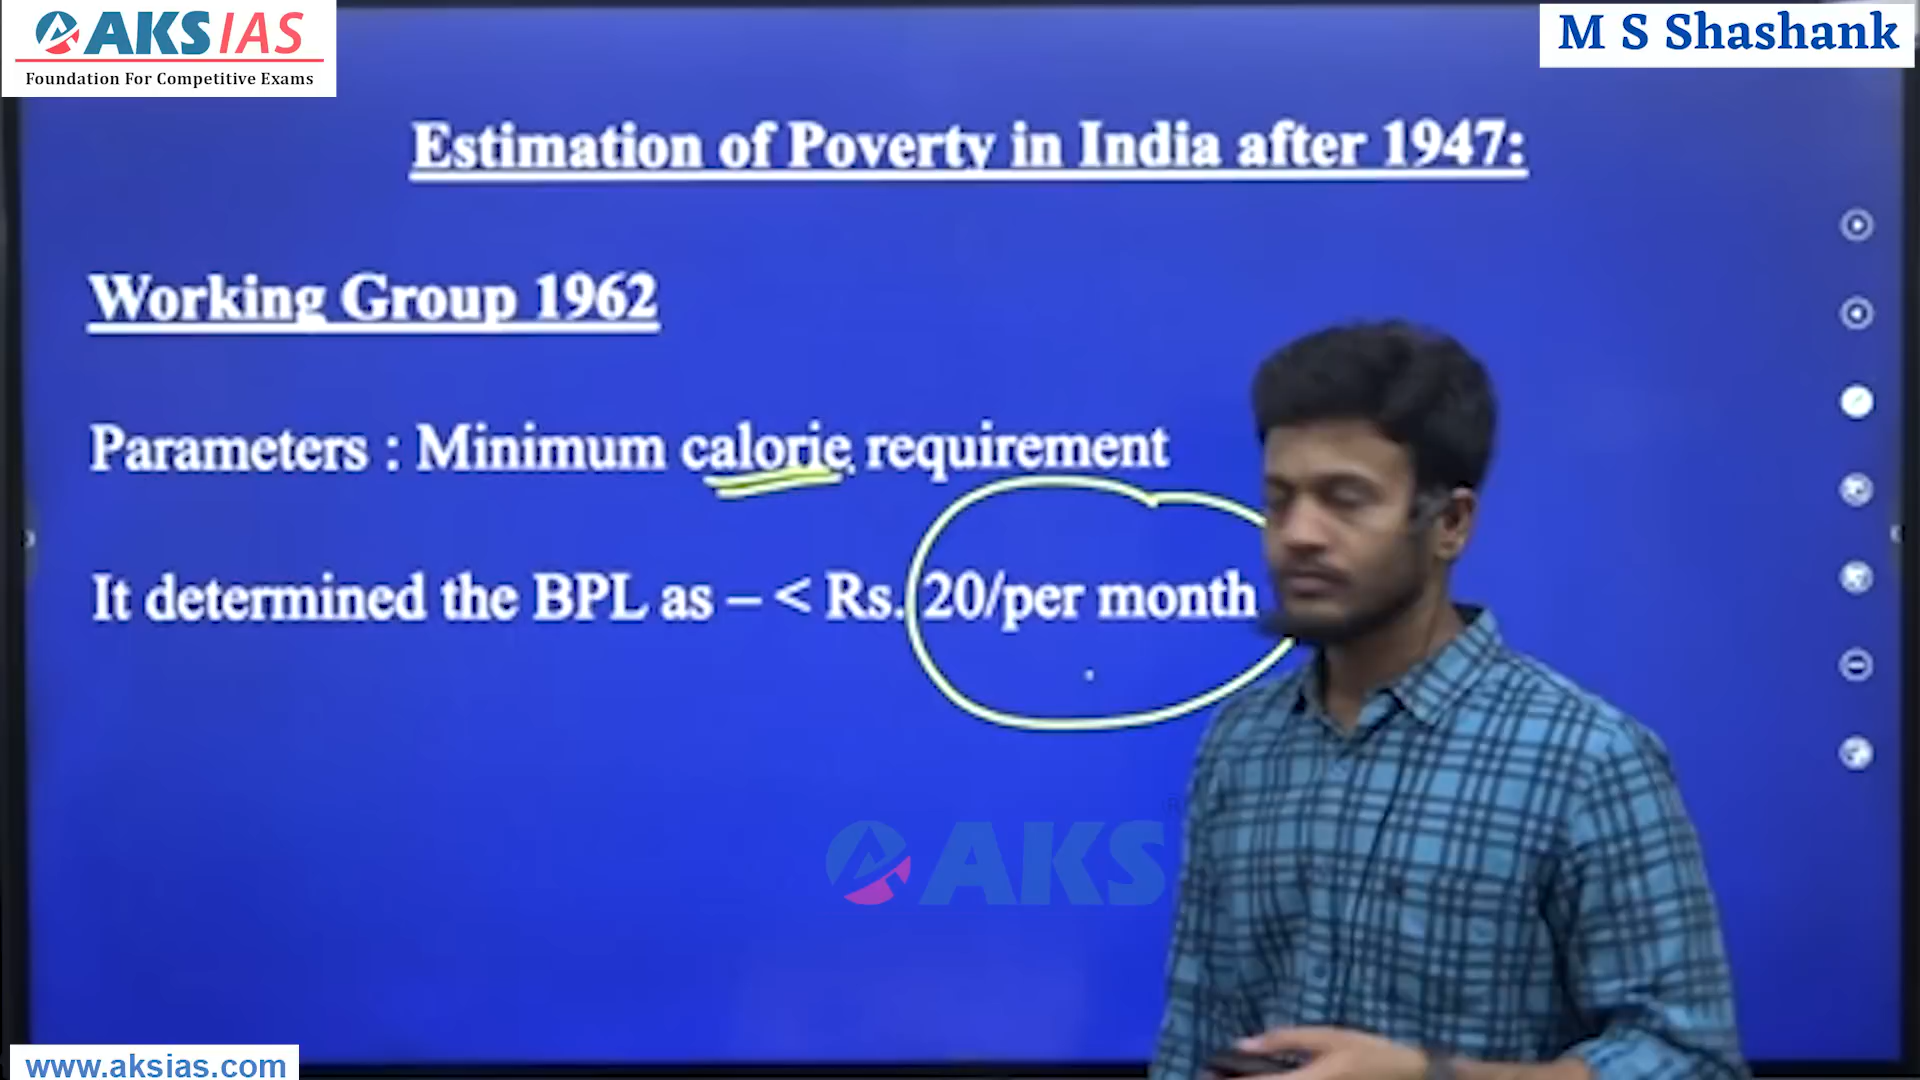 AKS IAS
Foundation For Competitive Exams
M S Shashank
Estimation of Poverty in India after 1947:
Working Group 1962
Parameters : Minimum calorie requirement
It determined the BPL as – < Rs. 20/per month
AKS
www.aksias.com